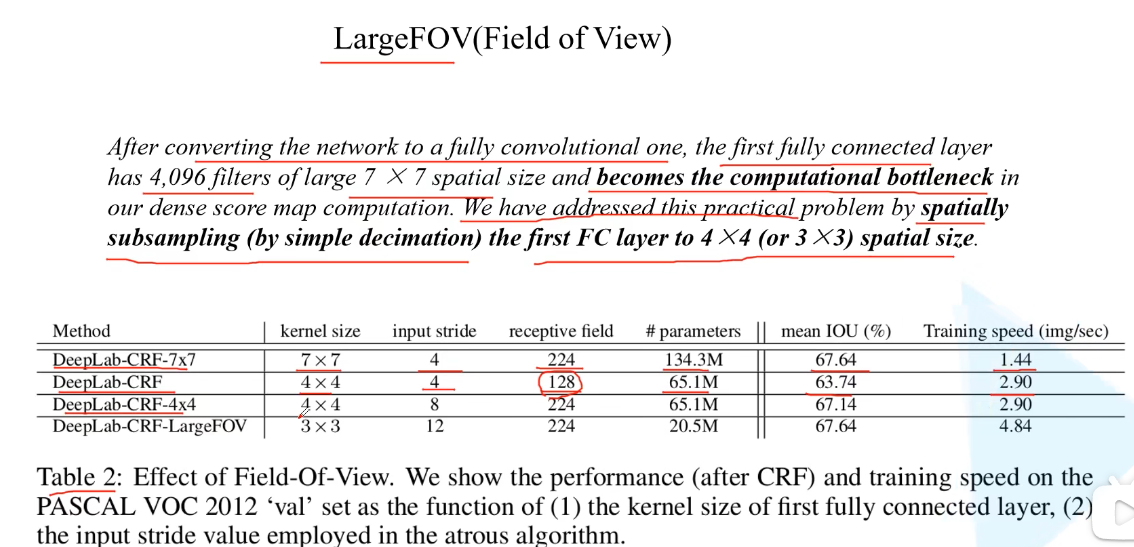 LargeFOV(Field of View)
After converting the network to a fully convolutional one, the first fully connected layer
has 4,096 filters of large 7 × 7 spatial size and becomes the computational bottleneck in
our dense score map computation. We have addressed this practical problem by spatially
subsampling (by simple decimation) the first FC layer to 4×4 (or 3×3) spatial size.
Method kernel size input stride receptive field # parameters mean IOU (%) Training speed (img/sec)
DeepLab-CRF-7x7 7×7 4 224 134.3M 67.64 1.44
DeepLab-CRF 4×4 4 128 65.1M 63.74 2.90
DeepLab-CRF-4x4 4×4 8 224 65.1M 67.14 2.90
DeepLab-CRF-LargeFOV 3×3 12 224 20.5M 67.64 4.84
Table 2: Effect of Field-Of-View. We show the performance (after CRF) and training speed on the
PASCAL VOC 2012 ‘val’ set as the function of (1) the kernel size of first fully connected layer, (2)
the input stride value employed in the atrous algorithm.